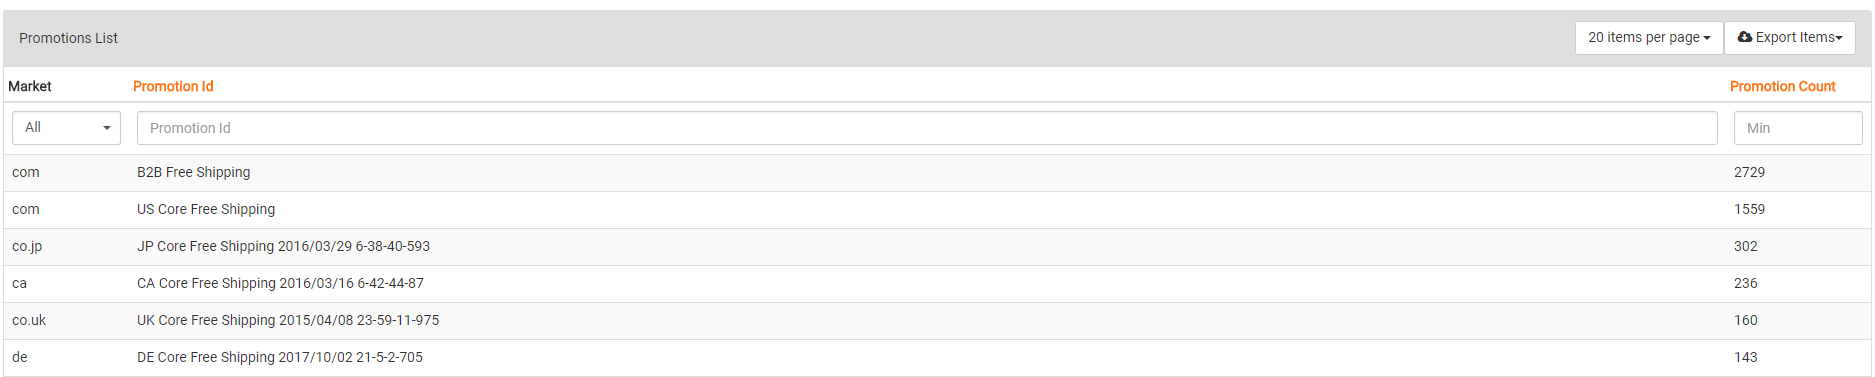 Promotions List 20 items per page Export Items
Market Promotion Id Promotion Count
All Promotion Id Min
com B2B Free Shipping 2729
com US Core Free Shipping 1559
co.jp JP Core Free Shipping 2016/03/29 6-38-40-593 302
ca CA Core Free Shipping 2016/03/16 6-42-44-87 236
co.uk UK Core Free Shipping 2015/04/08 23-59-11-975 160
de DE Core Free Shipping 2017/10/02 21-5-2-705 143